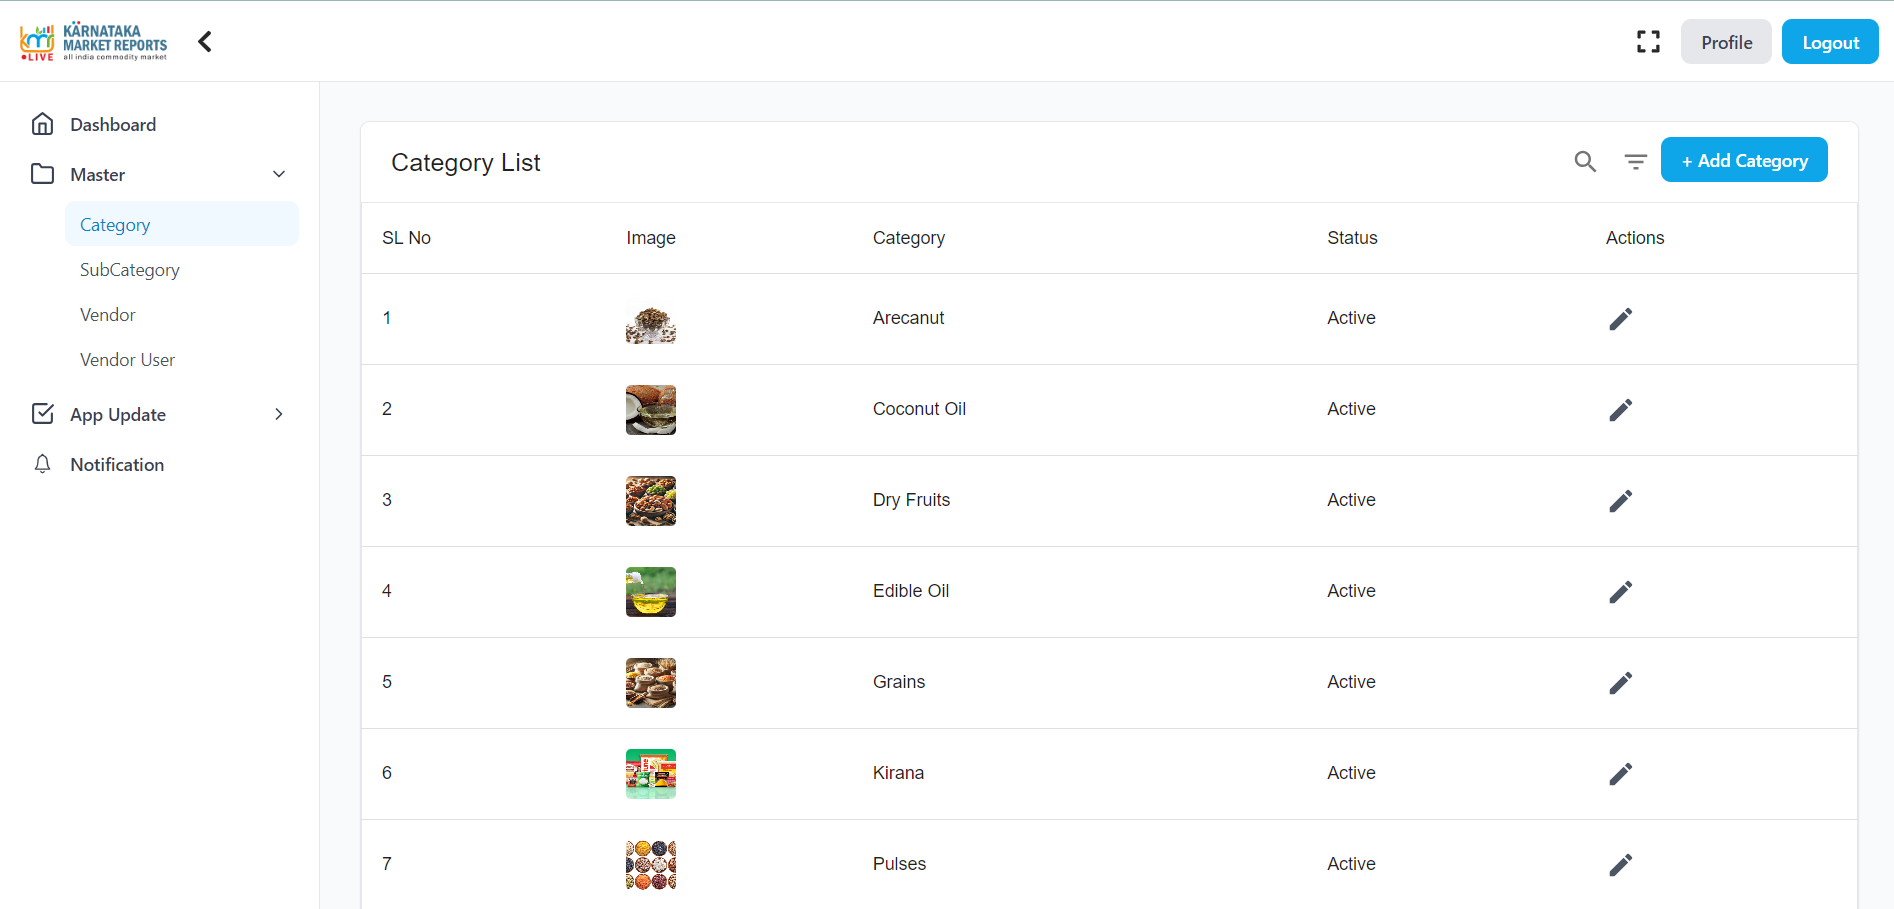 KÄRNATAKA
MARKET REPORTS
LIVE all india commodity market
Profile
Logout
Dashboard
Master
Category
SubCategory
Vendor
Vendor User
App Update
Notification
Category List
+ Add Category
SL No Image Category Status Actions
1 Arecanut Active
2 Coconut Oil Active
3 Dry Fruits Active
4 Edible Oil Active
5 Grains Active
6 Kirana Active
7 Pulses Active